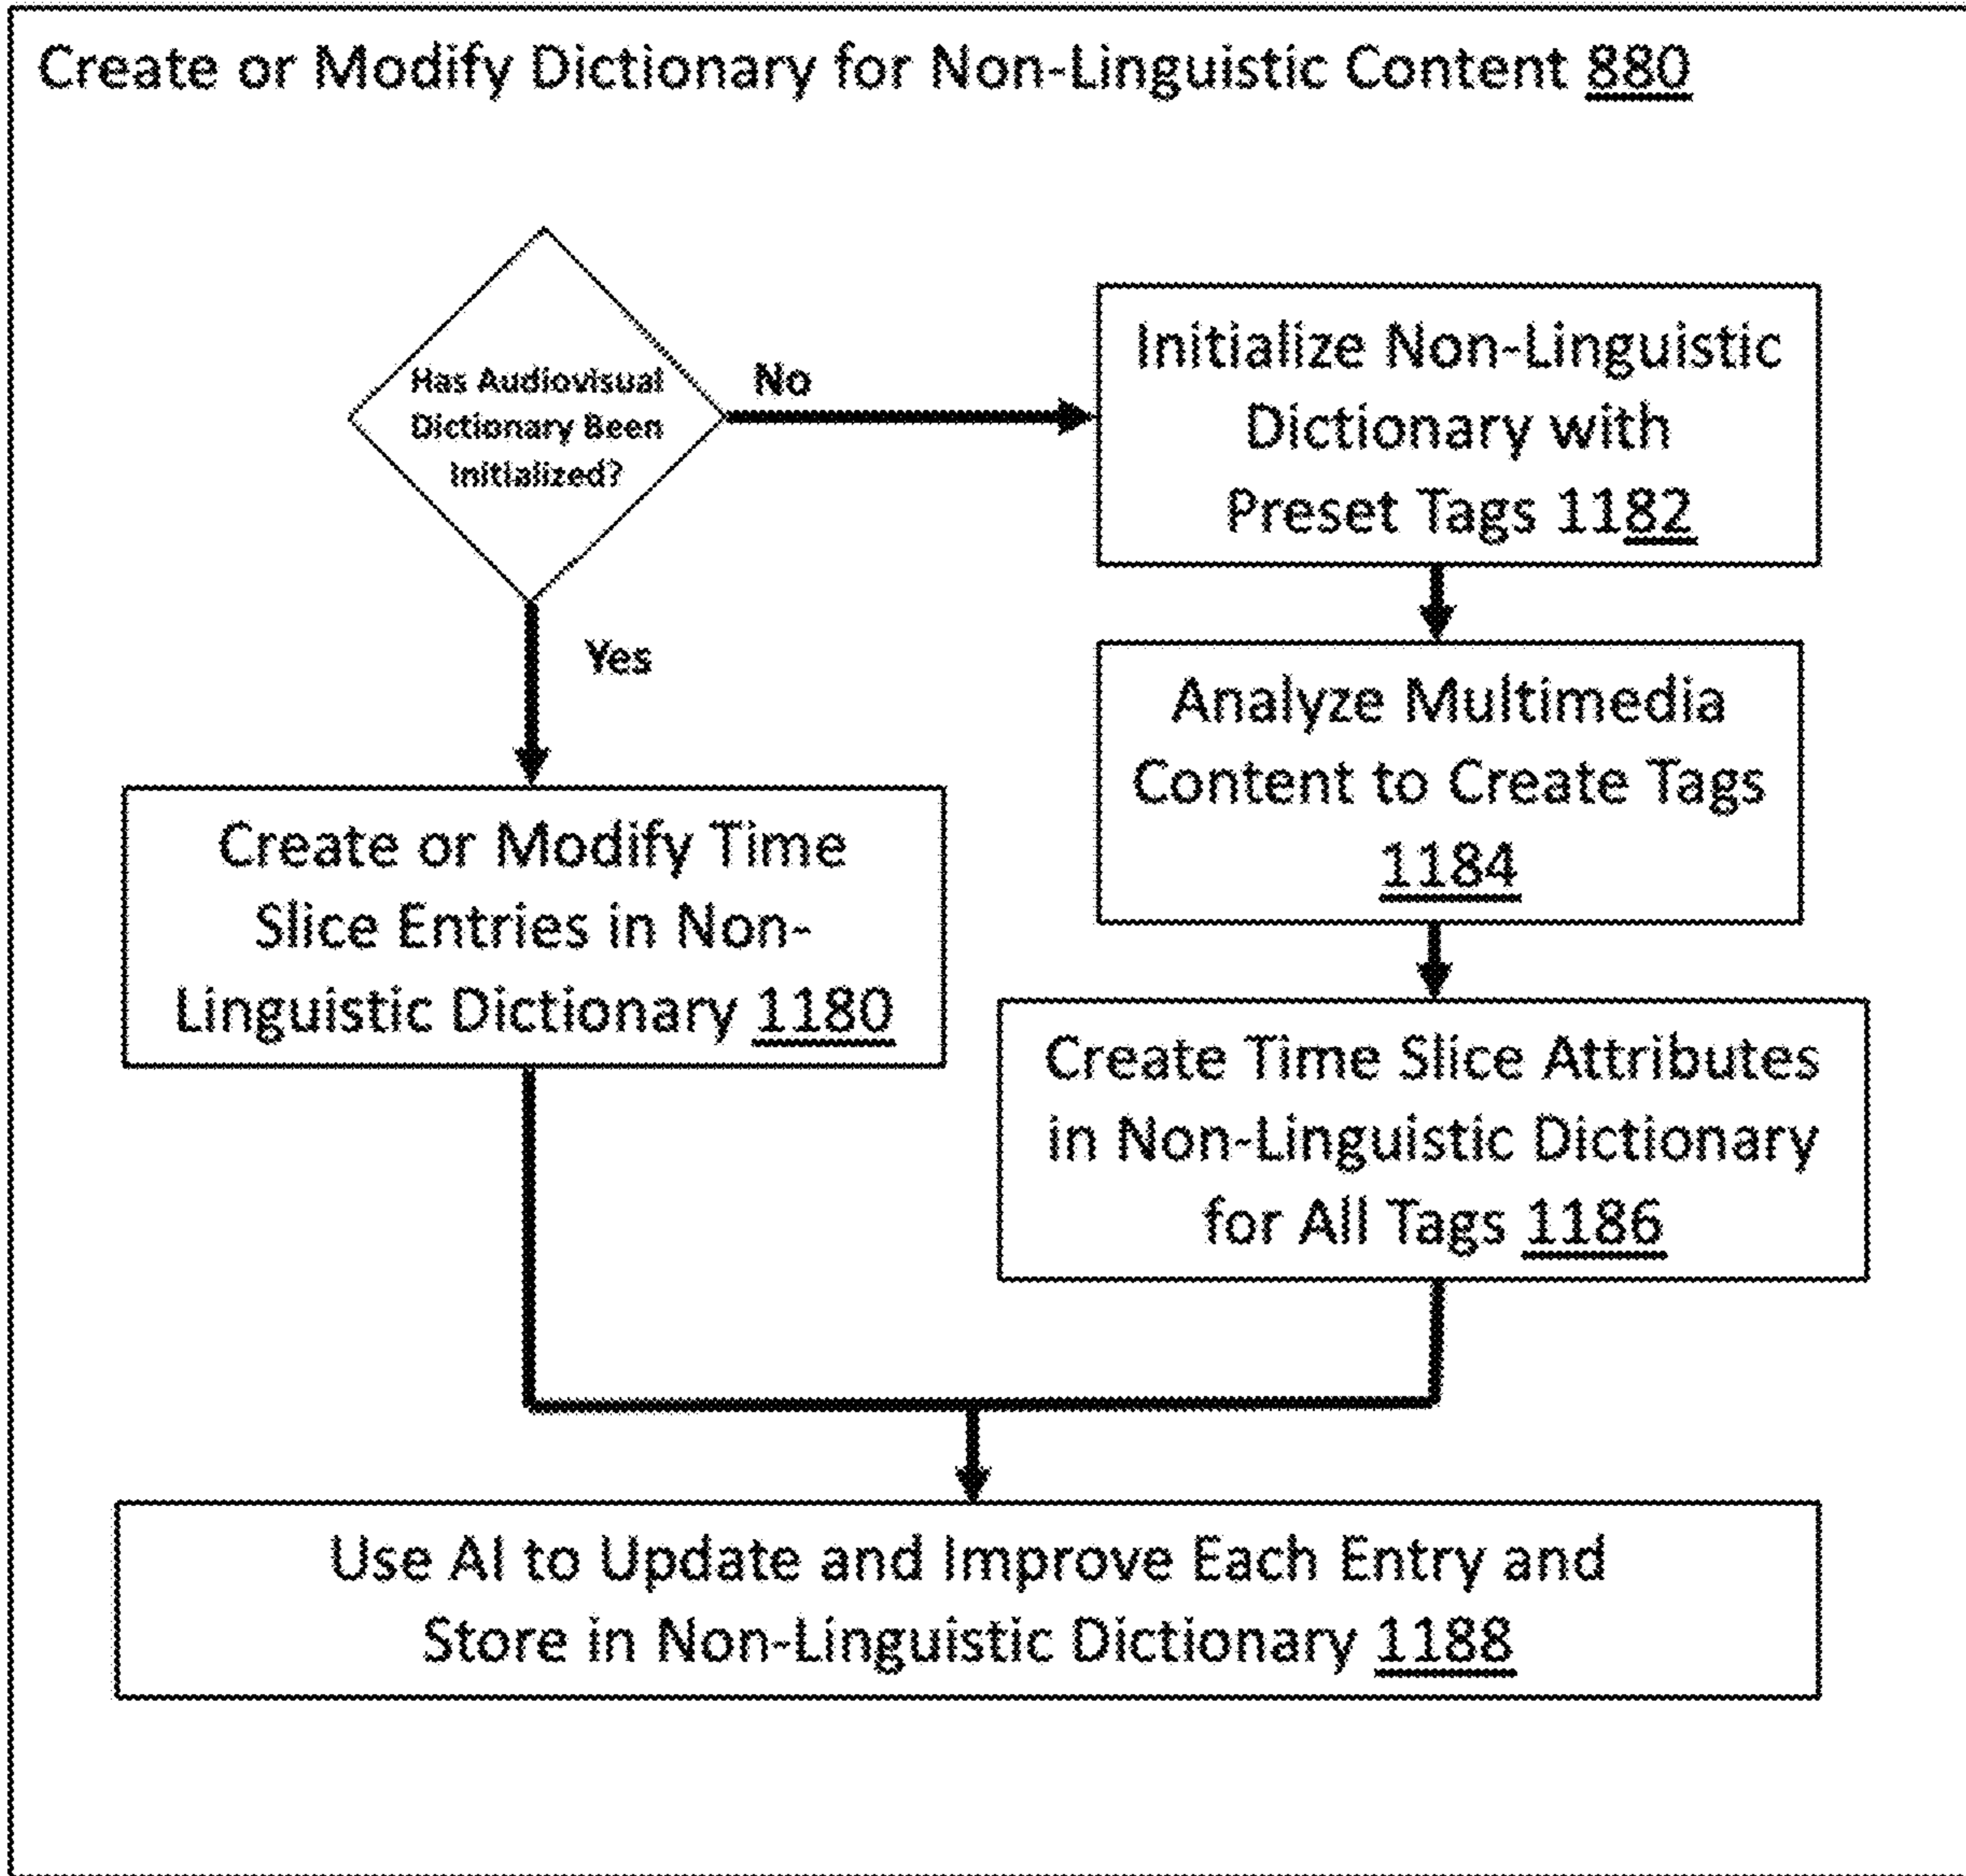 Create or Modify Dictionary for Non-Linguistic Content 880
Has Audiovisual
Dictionary Been
Initialized?
No
Yes
Initialize Non-Linguistic
Dictionary with
Preset Tags 1182
Analyze Multimedia
Content to Create Tags
1184
Create or Modify Time
Slice Entries in Non-
Linguistic Dictionary 1180
Create Time Slice Attributes
in Non-Linguistic Dictionary
for All Tags 1186
Use AI to Update and Improve Each Entry and
Store in Non-Linguistic Dictionary 1188